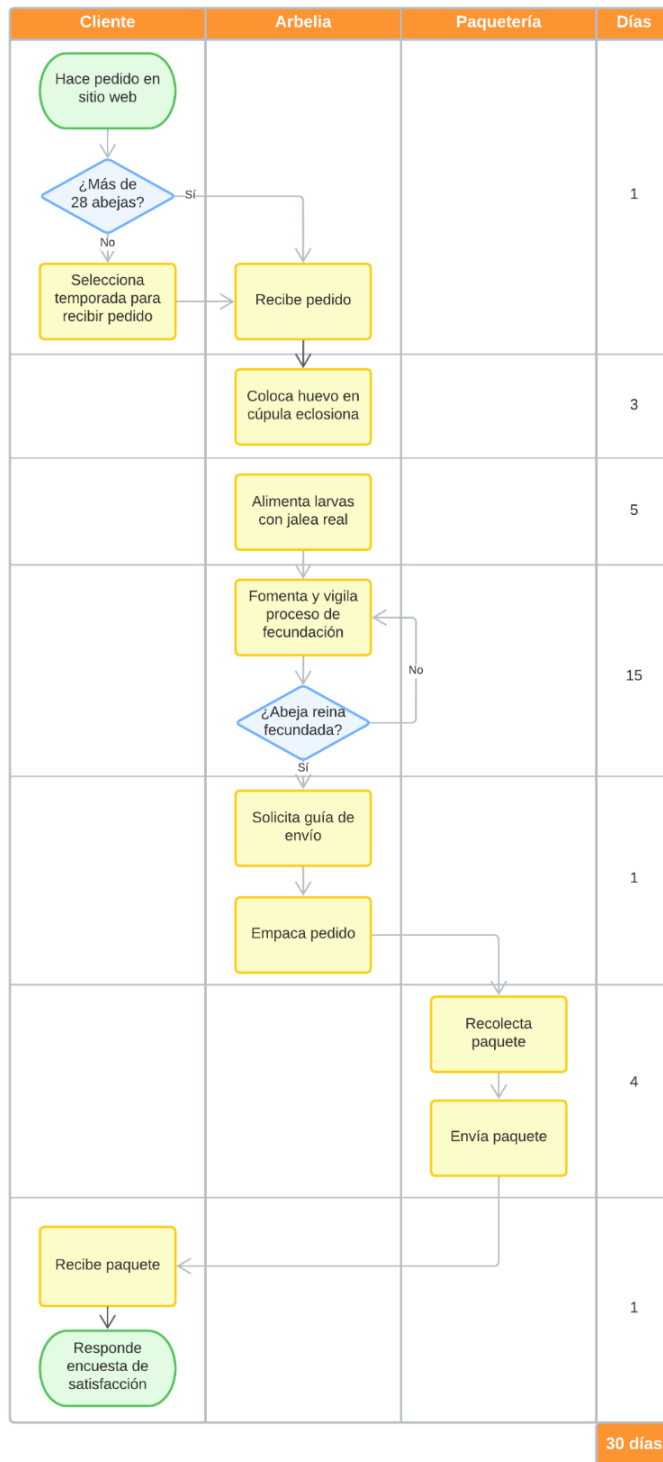 Cliente Arbelia Paquetería Días
Hace pedido en
sitio web
¿Más de
28 abejas?
Sí
1
No
Selecciona
temporada para
recibir pedido
Recibe pedido
Coloca huevo en
cúpula eclosiona
3
Alimenta larvas
con jalea real
5
Fomenta y vigila
proceso de
fecundación
No
15
¿Abeja reina
fecundada?
Sí
Solicita guía de
envío
1
Empaca pedido
Recolecta
paquete
4
Envía paquete
Recibe paquete
1
Responde
encuesta de
satisfacción
30 días